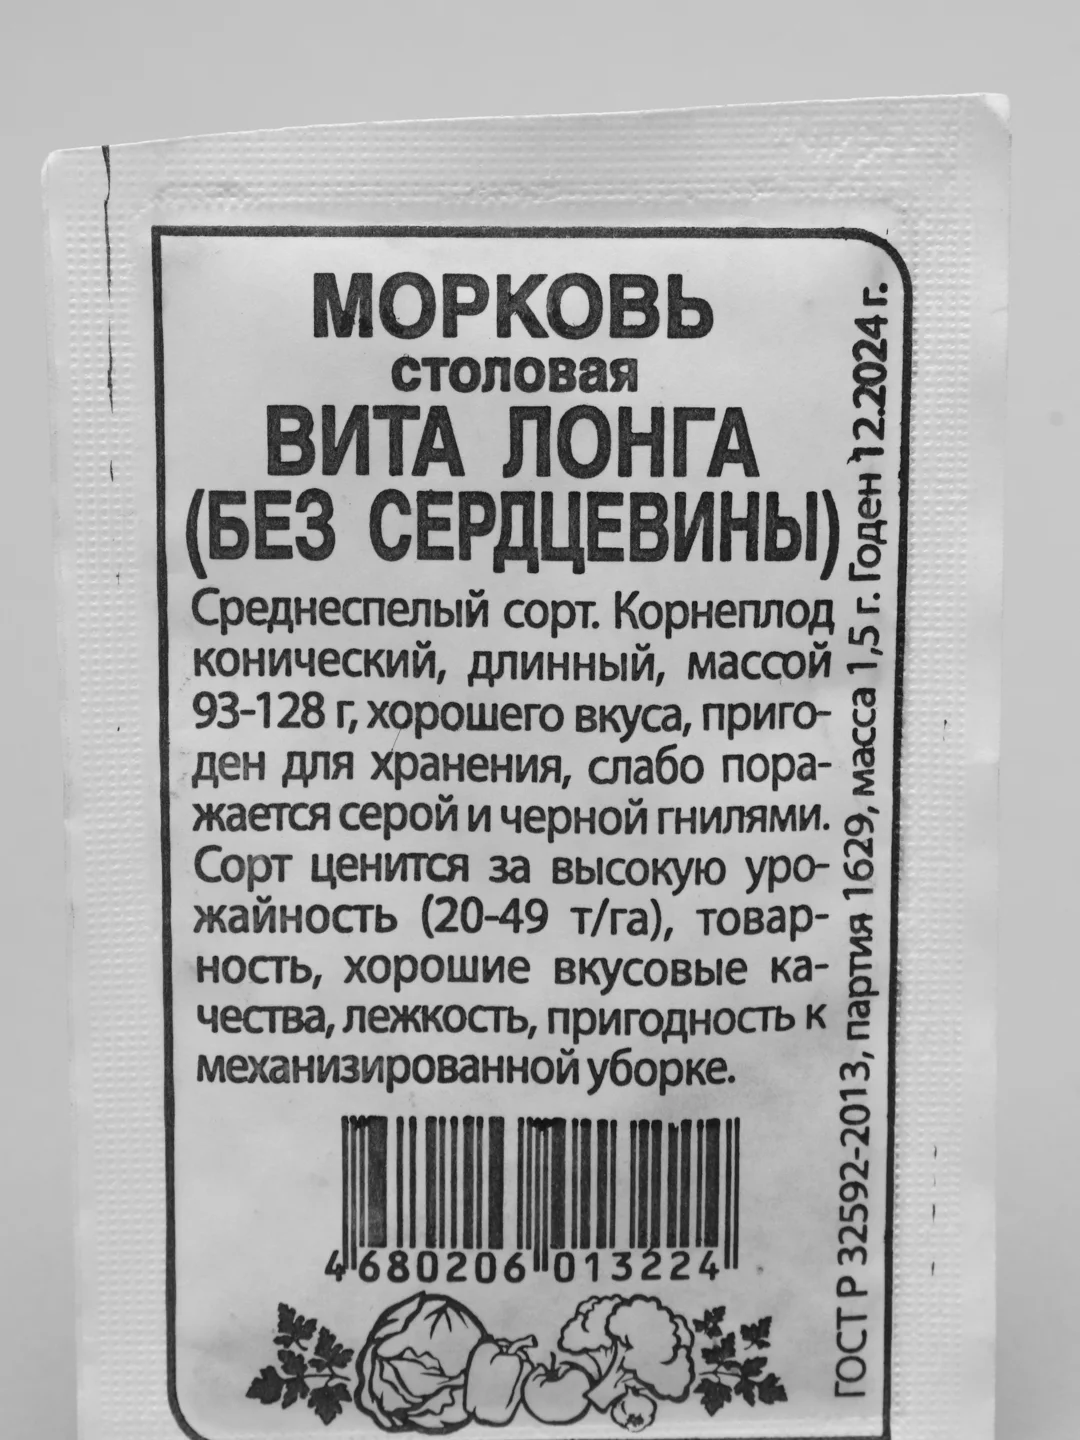 МОРКОВЬ
столовая
ВИТА ЛОНГА
(БЕЗ СЕРДЦЕВИНЫ)
Среднеспелый сорт. Корнеплод
конический, длинный, массой
93-128 г, хорошего вкуса, приго-
ден для хранения, слабо пора-
жается серой и черной гнилями.
Сорт ценится за высокую уро-
жайность (20-49 т/га), товар-
ность, хорошие вкусовые ка-
чества, лежкость, пригодность к
механизированной уборке.
4 680206 013224
ГОСТ Р 32592-2013, партия 1629, масса 1,5 г. Годен 12.2024 г.